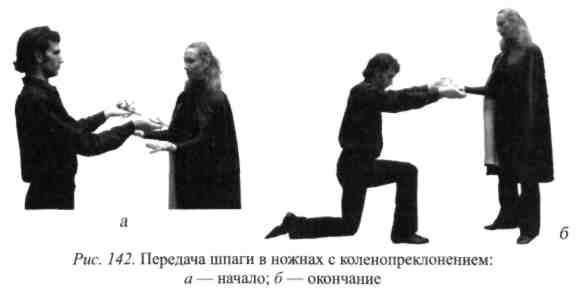 а
б
Рис. 142. Передача шпаги в ножнах с коленопреклонением:
а — начало; б — окончание